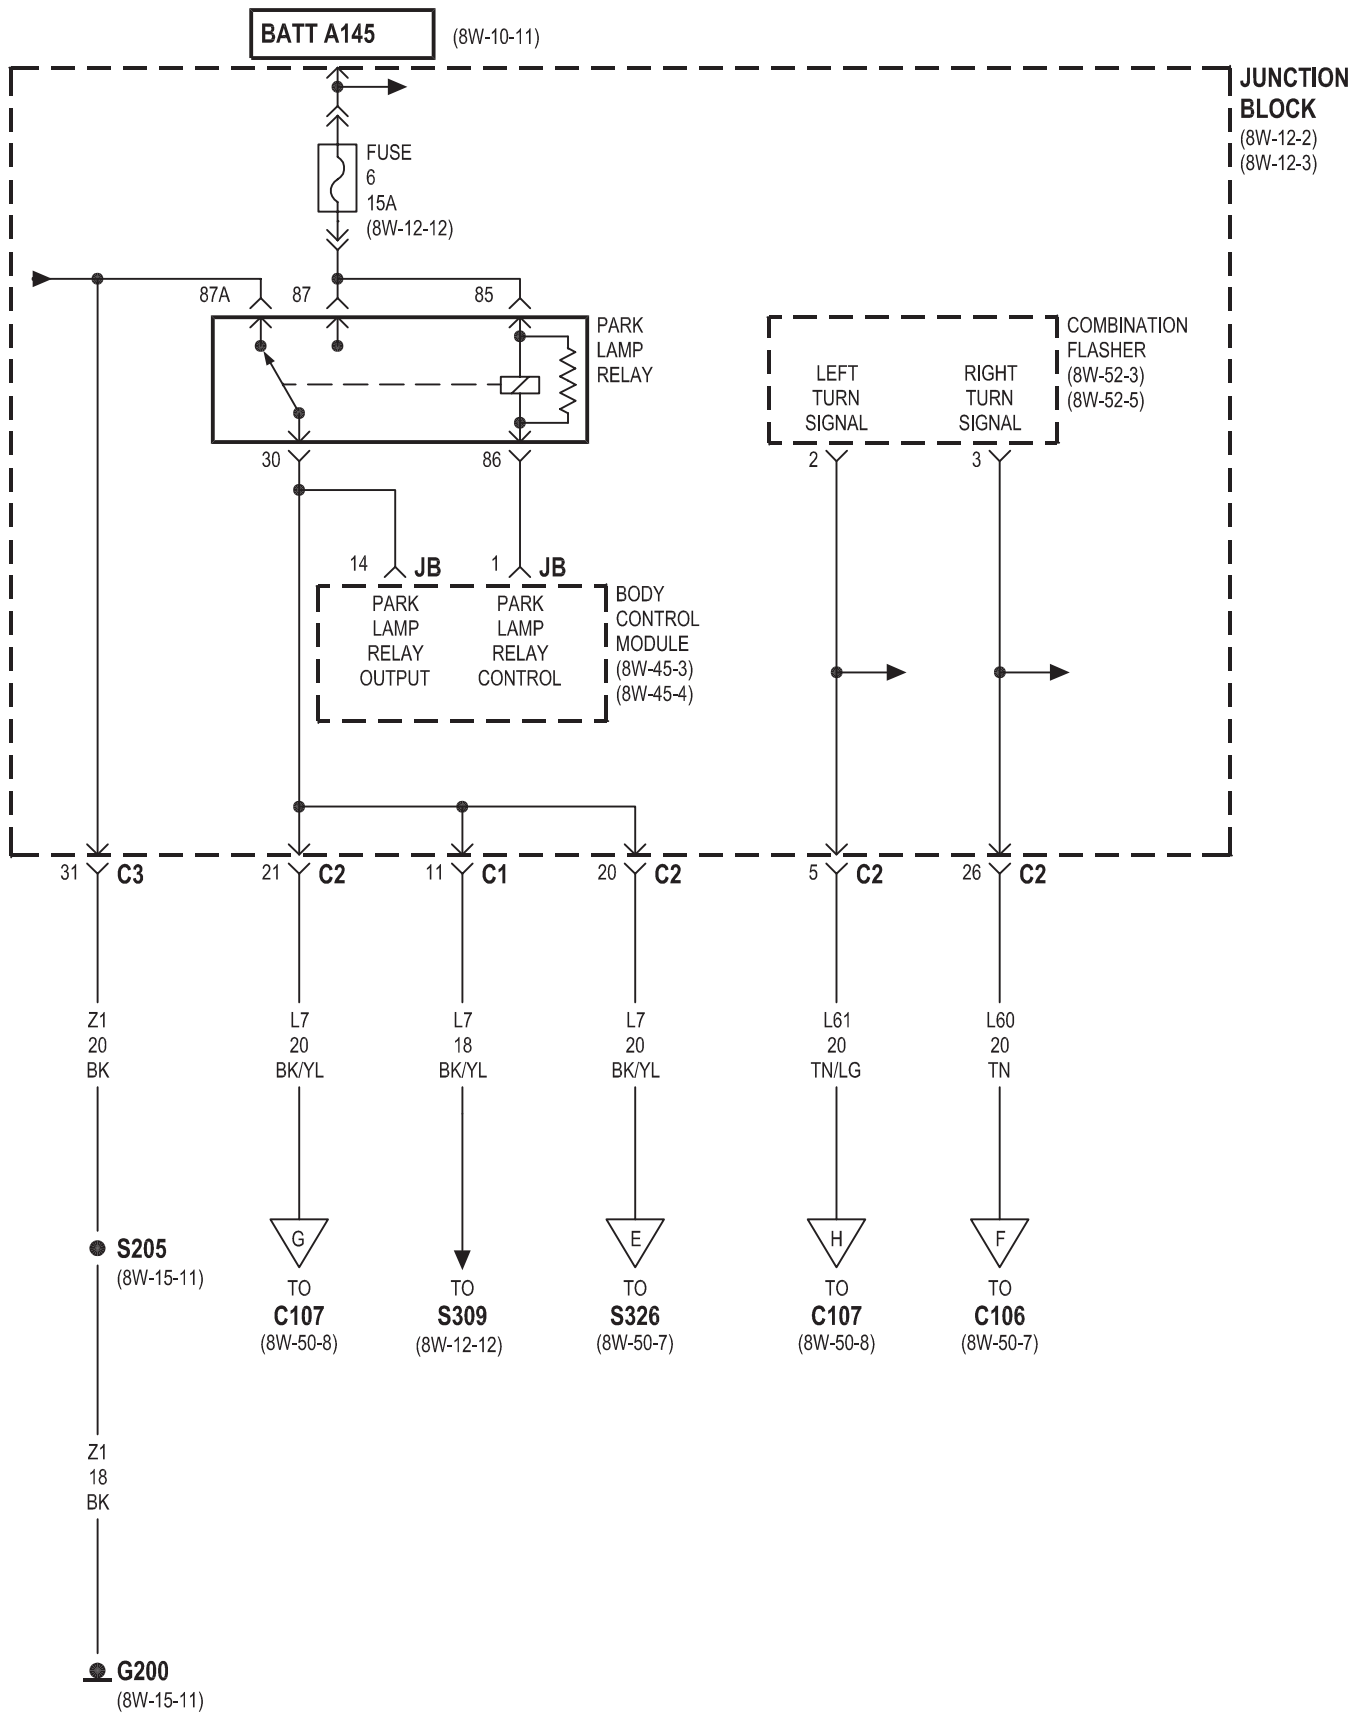 BATT A145
(8W-10-11)
JUNCTION
BLOCK
(8W-12-2)
(8W-12-3)
FUSE
6
15A
(8W-12-12)
87A
87
85
PARK
LAMP
RELAY
COMBINATION
FLASHER
(8W-52-3)
(8W-52-5)
LEFT
TURN
SIGNAL
RIGHT
TURN
SIGNAL
30
86
2
3
14
JB
1
JB
PARK
LAMP
RELAY
OUTPUT
PARK
LAMP
RELAY
CONTROL
BODY
CONTROL
MODULE
(8W-45-3)
(8W-45-4)
31
C3
21
C2
11
C1
20
C2
5
C2
26
C2
Z1
20
BK
L7
20
BK/YL
L7
18
BK/YL
L7
20
BK/YL
L61
20
TN/LG
L60
20
TN
S205
(8W-15-11)
G
TO
C107
(8W-50-8)
TO
S309
(8W-12-12)
E
TO
S326
(8W-50-7)
H
TO
C107
(8W-50-8)
F
TO
C106
(8W-50-7)
Z1
18
BK
G200
(8W-15-11)